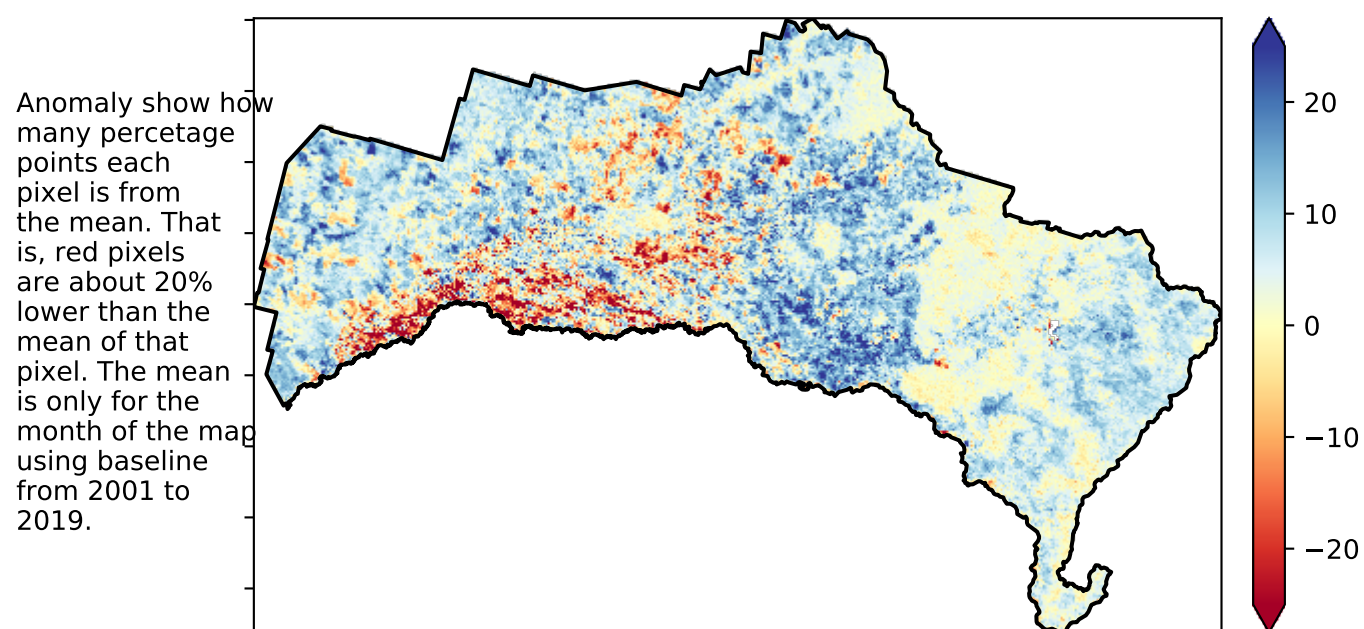 Anomaly show how
many percetage
points each
pixel is from
the mean. That
is, red pixels
are about 20%
lower than the
mean of that
pixel. The mean
is only for the
month of the map
using baseline
from 2001 to
2019.
20
10
0
−10
−20